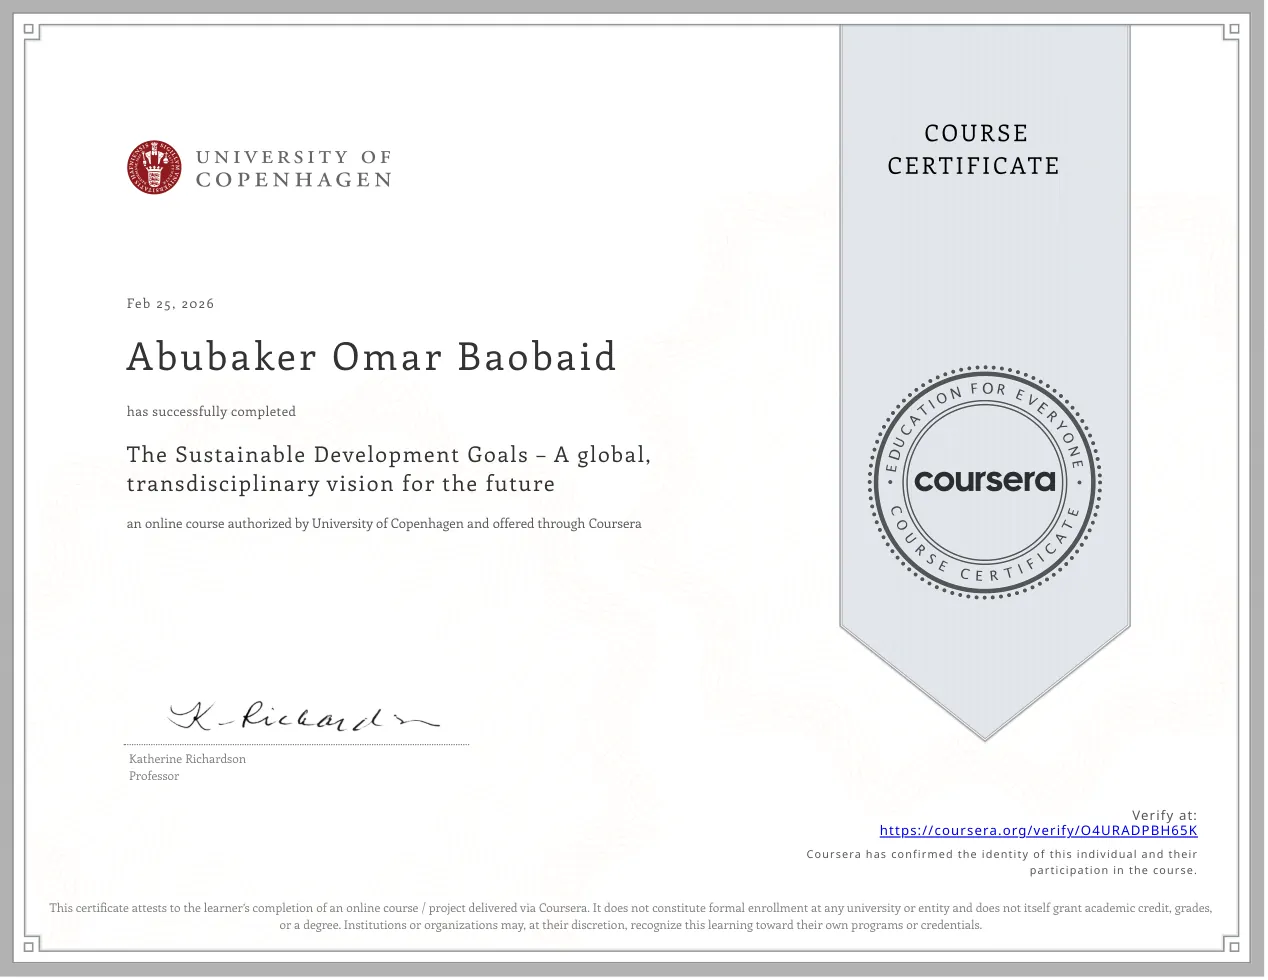 UNIVERSITY OF
COPENHAGEN
COURSE
CERTIFICATE
Feb 25, 2026
Abubaker Omar Baobaid
has successfully completed
The Sustainable Development Goals – A global,
transdisciplinary vision for the future
an online course authorized by University of Copenhagen and offered through Coursera
EDUCATION FOR EVERYONE
coursera
COURSE CERTIFICATE
K Richardson
Katherine Richardson
Professor
Verify at:
https://coursera.org/verify/O4URADPBH65K
Coursera has confirmed the identity of this individual and their
participation in the course.
This certificate attests to the learner's completion of an online course / project delivered via Coursera. It does not constitute formal enrollment at any university or entity and does not itself grant academic credit, grades,
or a degree. Institutions or organizations may, at their discretion, recognize this learning toward their own programs or credentials.